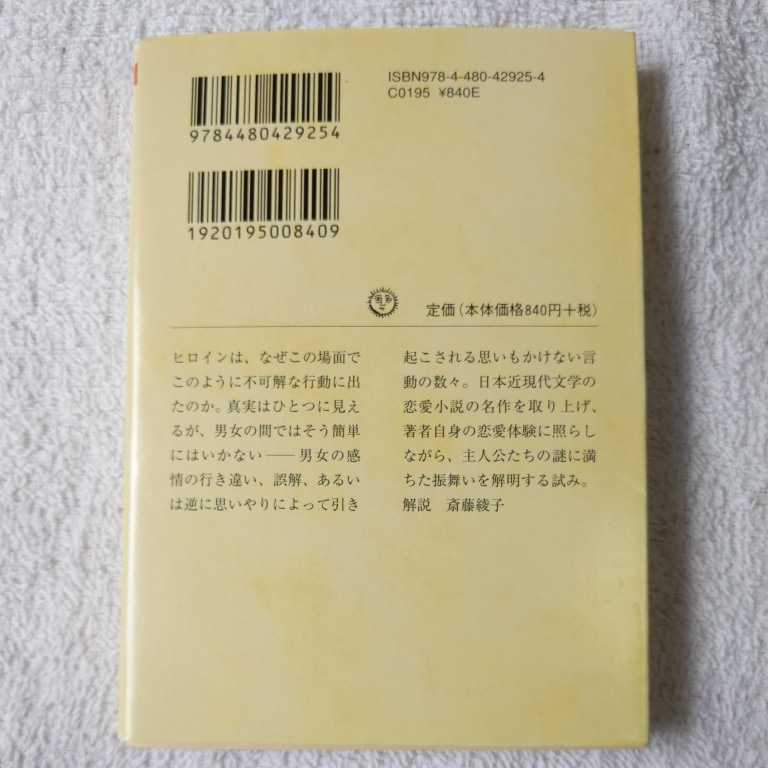 ISBN978-4-480-42925-4
C0195 ¥840E
9784480429254
1920195008409
定価(本体価格840円+税)
ヒロインは、なぜこの場面で
このように不可解な行動に出
たのか。真実はひとつに見え
るが、男女の間ではそう簡単
にはいかない――男女の感
情の行き違い、誤解、あるい
は逆に思いやりによって引き
起こされる思いもかけない言
動の数々。日本近現代文学の
恋愛小説の名作を取り上げ、
著者自身の恋愛体験に照らし
ながら、主人公たちの謎に満
ちた振舞いを解明する試み。
解説 斎藤綾子